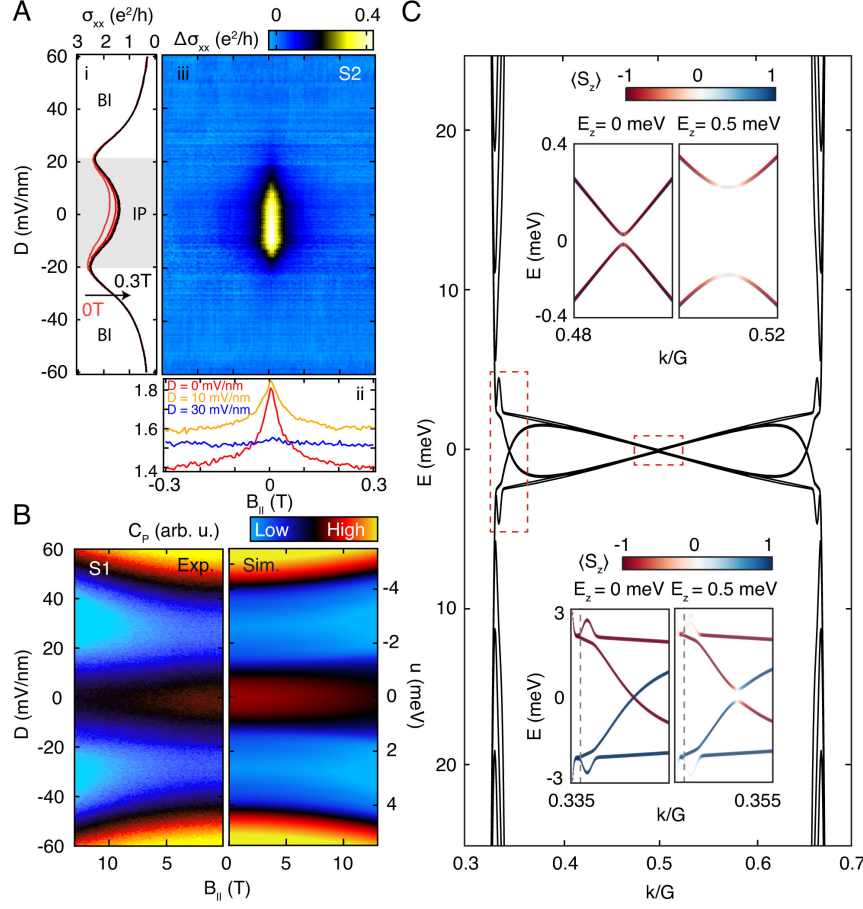 A
σxx (e²/h)
3 2 1 0
Δσxx (e²/h)
0 0.4
i
iii
S2
BI
IP
0.3T
0T
BI
D (mV/nm)
60
40
20
0
-20
-40
-60
ii
D = 0 mV/nm
D = 10 mV/nm
D = 30 mV/nm
1.8
1.6
1.4
-0.3 0 0.3
B|| (T)
B
CP (arb. u.)
Low High
S1 Exp. Sim.
D (mV/nm)
60
40
20
0
-20
-40
-60
-4
-2
0
2
4
u (meV)
10 5 0 0 5 10
B|| (T)
C
⟨Sz⟩ -1 0 1
Ez= 0 meV Ez= 0.5 meV
0.4
0
-0.4
E (meV)
0.48 0.52
k/G
E (meV)
20
10
0
10
20
⟨Sz⟩ -1 0 1
Ez= 0 meV Ez= 0.5 meV
3
0
-3
E (meV)
0.335 0.355
k/G
0.3 0.4 0.5 0.6 0.7
k/G